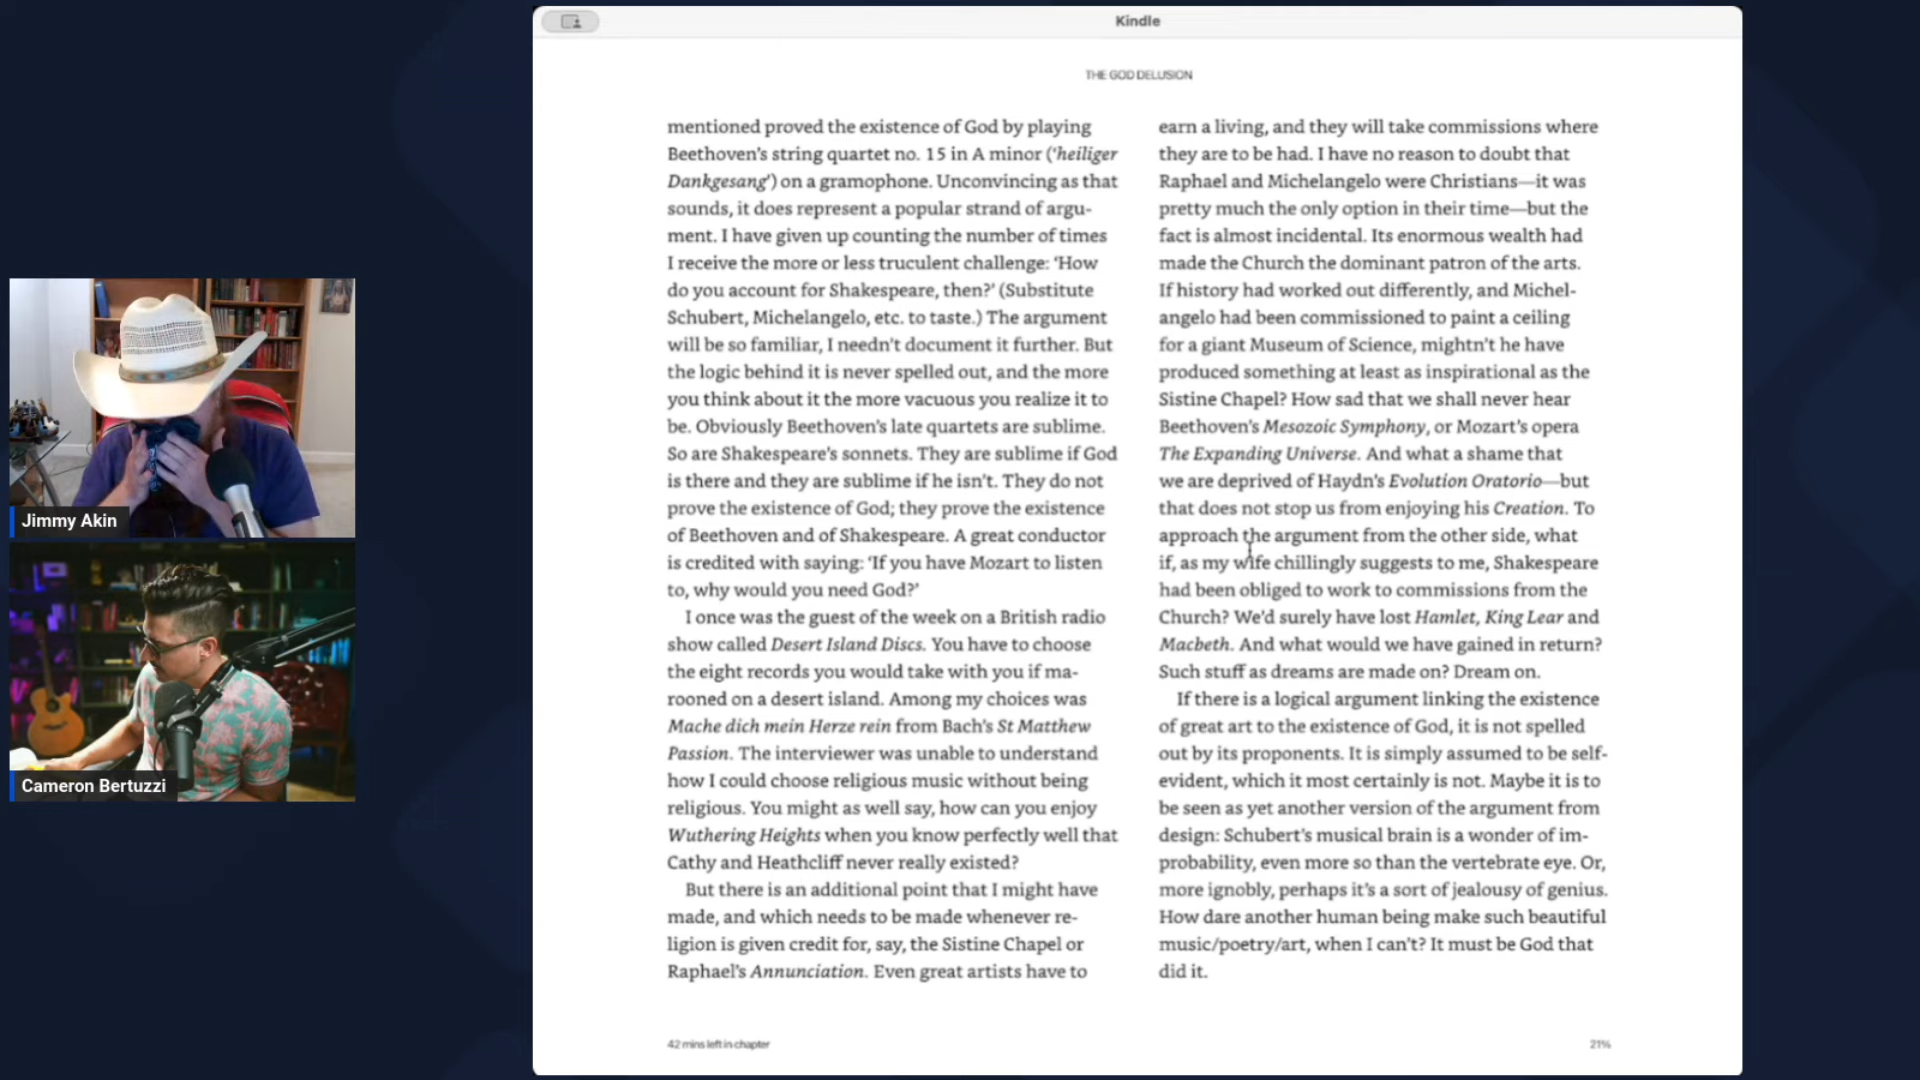 Kindle
THE GOD DELUSION
mentioned proved the existence of God by playing
Beethoven's string quartet no. 15 in A minor ('heiliger
Dankgesang') on a gramophone. Unconvincing as that
sounds, it does represent a popular strand of argu-
ment. I have given up counting the number of times
I receive the more or less truculent challenge: 'How
do you account for Shakespeare, then?' (Substitute
Schubert, Michelangelo, etc. to taste.) The argument
will be so familiar, I needn't document it further. But
the logic behind it is never spelled out, and the more
you think about it the more vacuous you realize it to
be. Obviously Beethoven's late quartets are sublime.
So are Shakespeare's sonnets. They are sublime if God
is there and they are sublime if he isn't. They do not
prove the existence of God; they prove the existence
of Beethoven and of Shakespeare. A great conductor
is credited with saying: 'If you have Mozart to listen
to, why would you need God?'
I once was the guest of the week on a British radio
show called Desert Island Discs. You have to choose
the eight records you would take with you if ma-
rooned on a desert island. Among my choices was
Mache dich mein Herze rein from Bach's St Matthew
Passion. The interviewer was unable to understand
how I could choose religious music without being
religious. You might as well say, how can you enjoy
Wuthering Heights when you know perfectly well that
Cathy and Heathcliff never really existed?
But there is an additional point that I might have
made, and which needs to be made whenever re-
ligion is given credit for, say, the Sistine Chapel or
Raphael's Annunciation. Even great artists have to
earn a living, and they will take commissions where
they are to be had. I have no reason to doubt that
Raphael and Michelangelo were Christians—it was
pretty much the only option in their time—but the
fact is almost incidental. Its enormous wealth had
made the Church the dominant patron of the arts.
If history had worked out differently, and Michel-
angelo had been commissioned to paint a ceiling
for a giant Museum of Science, mightn't he have
produced something at least as inspirational as the
Sistine Chapel? How sad that we shall never hear
Beethoven's Mesozoic Symphony, or Mozart's opera
The Expanding Universe. And what a shame that
we are deprived of Haydn's Evolution Oratorio—but
that does not stop us from enjoying his Creation. To
approach the argument from the other side, what
if, as my wife chillingly suggests to me, Shakespeare
had been obliged to work to commissions from the
Church? We'd surely have lost Hamlet, King Lear and
Macbeth. And what would we have gained in return?
Such stuff as dreams are made on? Dream on.
If there is a logical argument linking the existence
of great art to the existence of God, it is not spelled
out by its proponents. It is simply assumed to be self-
evident, which it most certainly is not. Maybe it is to
be seen as yet another version of the argument from
design: Schubert's musical brain is a wonder of im-
probability, even more so than the vertebrate eye. Or,
more ignobly, perhaps it's a sort of jealousy of genius.
How dare another human being make such beautiful
music/poetry/art, when I can't? It must be God that
did it.
42 mins left in chapter
21%
Jimmy Akin
Cameron Bertuzzi